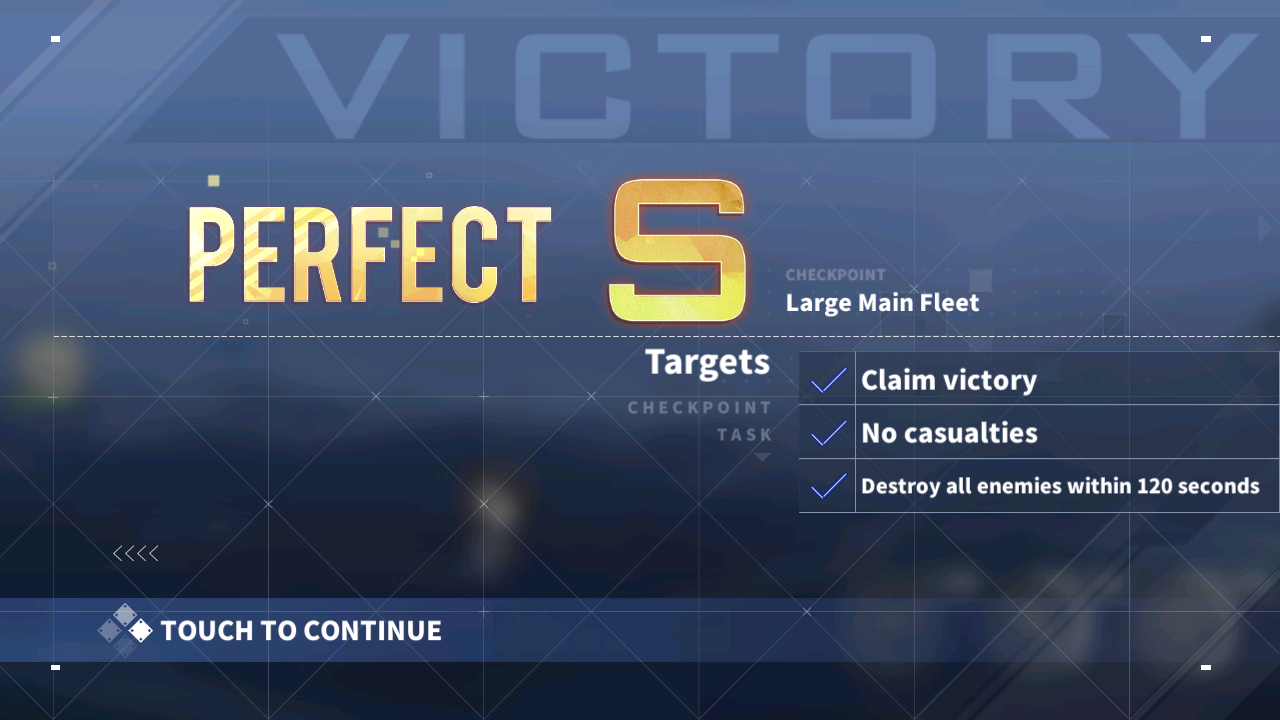 VICTORY
PERFECT S
CHECKPOINT
Large Main Fleet
Targets
CHECKPOINT
TASK
Claim victory
No casualties
Destroy all enemies within 120 seconds
TOUCH TO CONTINUE